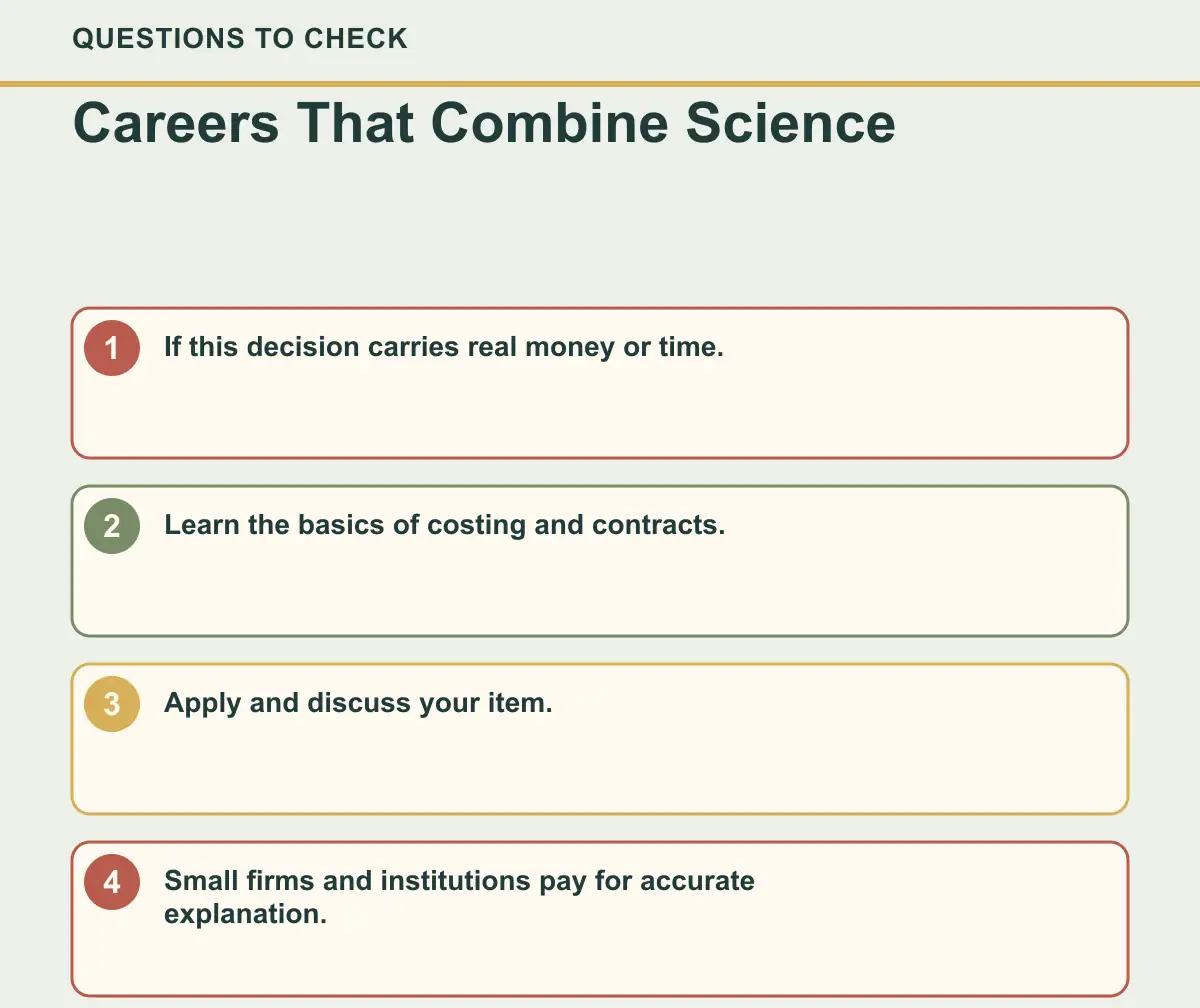 QUESTIONS TO CHECK
Careers That Combine Science
1
If this decision carries real money or time.
2
Learn the basics of costing and contracts.
3
Apply and discuss your item.
4
Small firms and institutions pay for accurate
explanation.